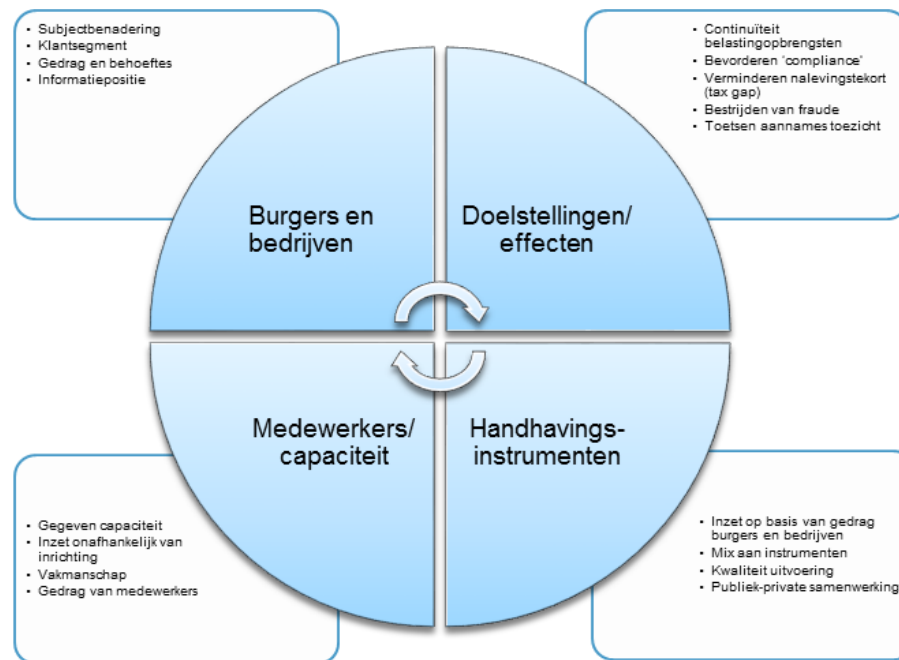 • Subjectbenadering
• Klantsegment
• Gedrag en behoeftes
• Informatiepositie
• Continuïteit
belastingopbrengsten
• Bevorderen 'compliance'
• Verminderen nalevingstekort
(tax gap)
• Bestrijden van fraude
• Toetsen aannames toezicht
Burgers en
bedrijven
Doelstellingen/
effecten
Medewerkers/
capaciteit
Handhavings-
instrumenten
• Gegeven capaciteit
• Inzet onafhankelijk van
inrichting
• Vakmanschap
• Gedrag van medewerkers
• Inzet op basis van gedrag
burgers en bedrijven
• Mix aan instrumenten
• Kwaliteit uitvoering
• Publiek-private samenwerking